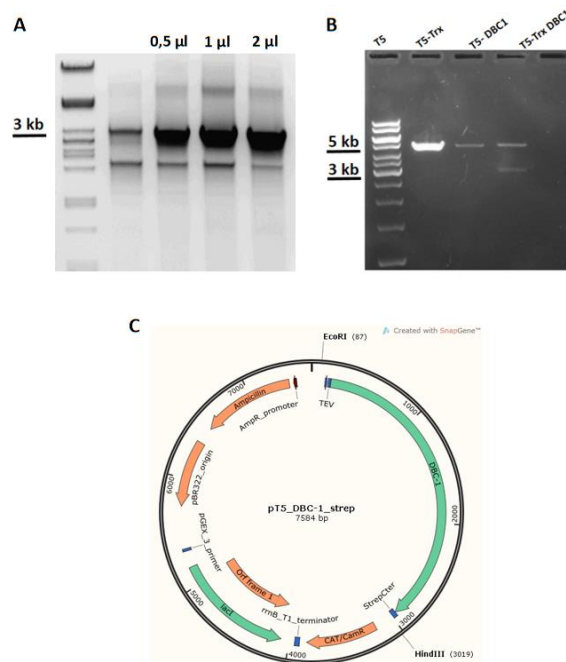 A
0,5 µl 1 µl 2 µl
3 kb
B
T5 T5-Trx T5- DBC1 T5-Trx DBC1
5 kb
3 kb
C
Created with SnapGene™
EcoRI (87)
TEV
1000
DBC-1
2000
StrepCter
3000
HindIII (3019)
CAT/CamR
rrnB_T1_terminator
4000
Orf frame 1
lacI
5000
pGEX_3_primer
pBR322_origin
6000
Ampicillin
AmpR_promoter
7000
pT5_DBC-1_strep
7584 bp